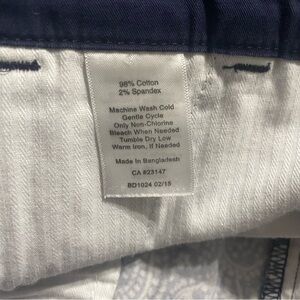 98% Cotton
2% Spandex
Machine Wash Cold
Gentle Cycle
Only Non-Chlorine
Bleach When Needed
Tumble Dry Low
Warm Iron, If Needed
Made in Bangladesh
CA #23147
BD1024 02/15